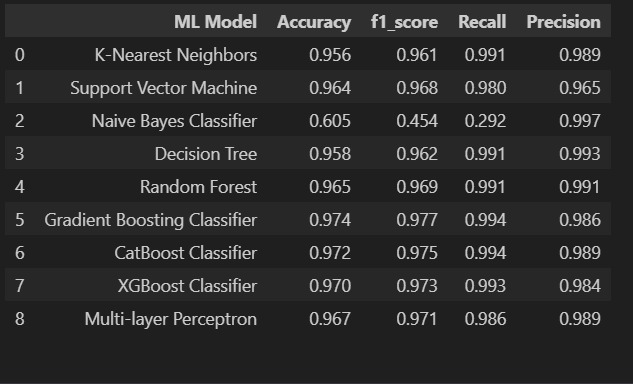 ML Model Accuracy f1_score Recall Precision
0 K-Nearest Neighbors 0.956 0.961 0.991 0.989
1 Support Vector Machine 0.964 0.968 0.980 0.965
2 Naive Bayes Classifier 0.605 0.454 0.292 0.997
3 Decision Tree 0.958 0.962 0.991 0.993
4 Random Forest 0.965 0.969 0.991 0.991
5 Gradient Boosting Classifier 0.974 0.977 0.994 0.986
6 CatBoost Classifier 0.972 0.975 0.994 0.989
7 XGBoost Classifier 0.970 0.973 0.993 0.984
8 Multi-layer Perceptron 0.967 0.971 0.986 0.989